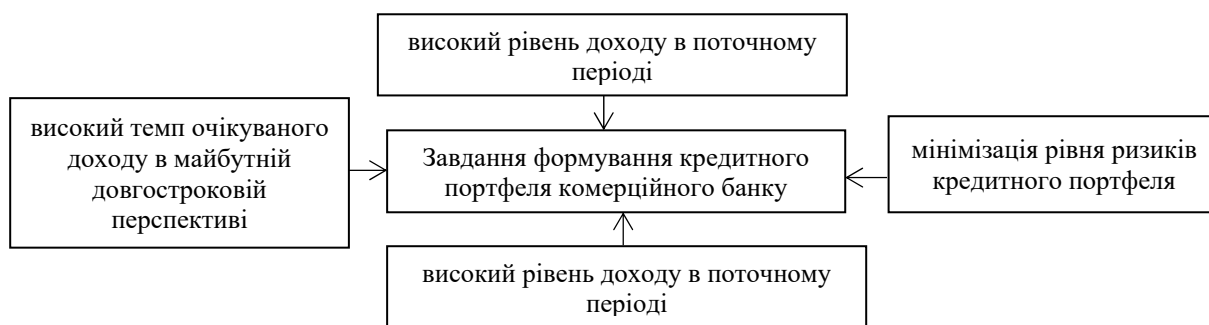 високий рівень доходу в поточному
періоді
високий темп очікуваного
доходу в майбутній
довгостроковій
перспективі
Завдання формування кредитного
портфеля комерційного банку
мінімізація рівня ризиків
кредитного портфеля
високий рівень доходу в поточному
періоді